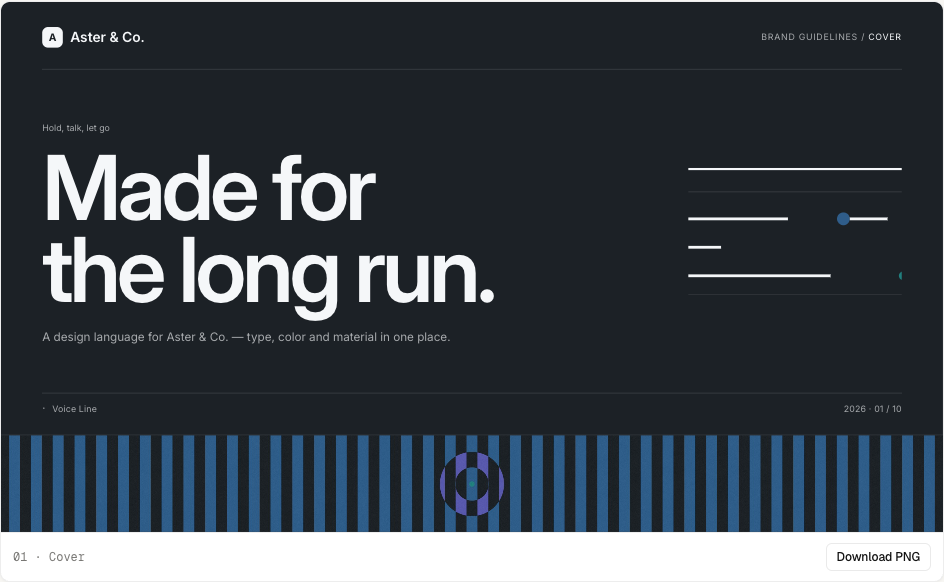 A Aster & Co.
BRAND GUIDELINES / COVER
Hold, talk, let go
Made for
the long run.
A design language for Aster & Co. — type, color and material in one place.
· Voice Line
2026 · 01 / 10
01 · Cover
Download PNG